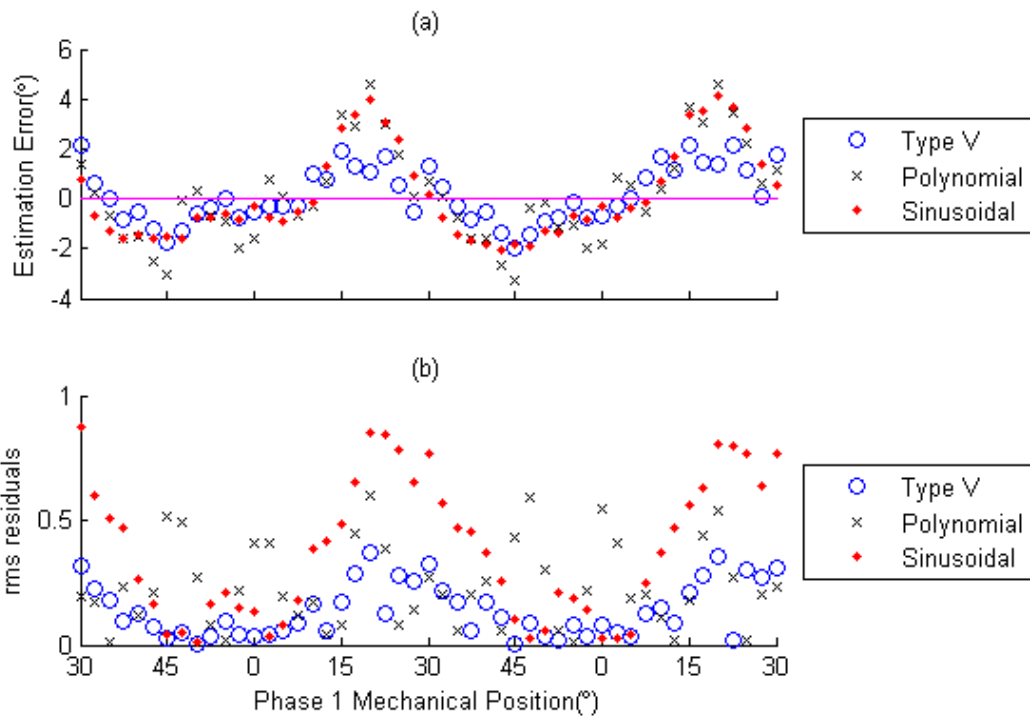 (a)
6
4
2
0
-2
-4
Estimation Error(°)
Type V
Polynomial
Sinusoidal
(b)
1
0.5
0
rms residuals
30 45 0 15 30 45 0 15 30
Phase 1 Mechanical Position(°)
Type V
Polynomial
Sinusoidal